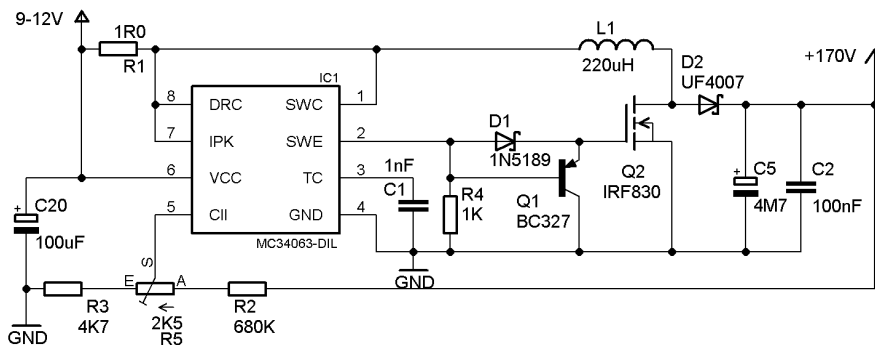 9-12V
1R0
R1
L1
220uH
D2
UF4007
+170V
IC1
8 DRC SWC 1
7 IPK SWE 2
6 VCC TC 3
5 CII GND 4
MC34063-DIL
D1
1N5189
1nF
C1
R4
1K
Q1
BC327
Q2
IRF830
+
C5
4M7
C2
100nF
+
C20
100uF
S
E A
R3
4K7
2K5
R5
R2
680K
GND
GND